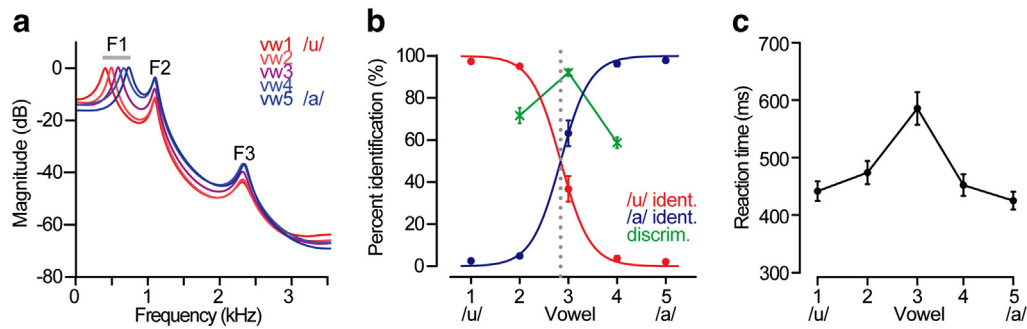 a
F1
vw1 /u/
vw2
vw3
vw4
vw5 /a/
F2
F3
0
-20
-40
-60
-80
Magnitude (dB)
0 1 2 3
Frequency (kHz)
b
100
80
60
40
20
0
Percent identification (%)
/u/ ident.
/a/ ident.
discrim.
1 2 3 4 5
/u/ Vowel /a/
c
700
600
500
400
300
Reaction time (ms)
1 2 3 4 5
/u/ Vowel /a/